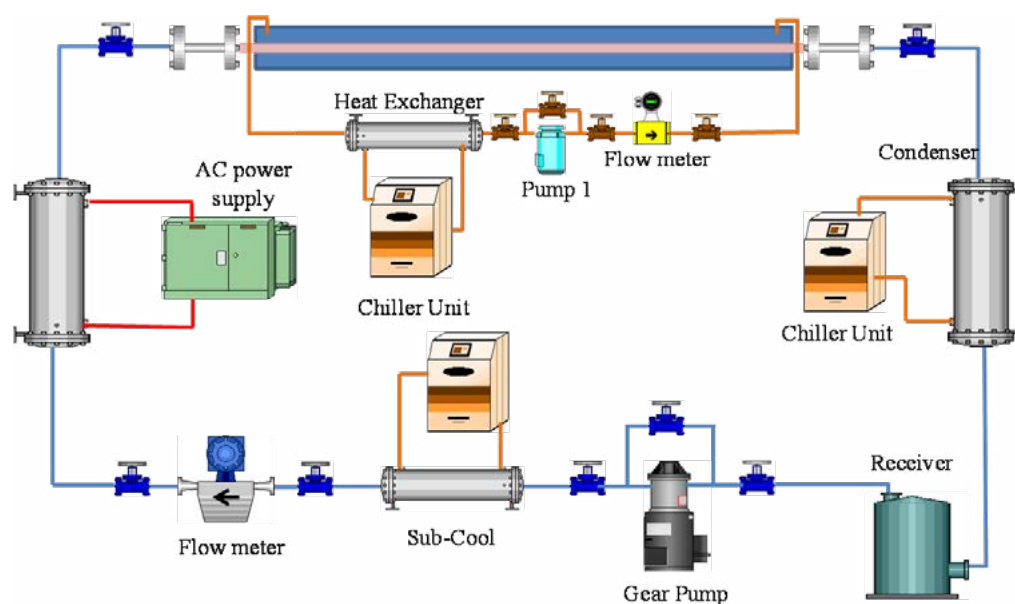 Heat Exchanger
Flow meter
Condenser
AC power
supply
Pump 1
Chiller Unit
Chiller Unit
Receiver
Sub-Cool
Flow meter
Gear Pump